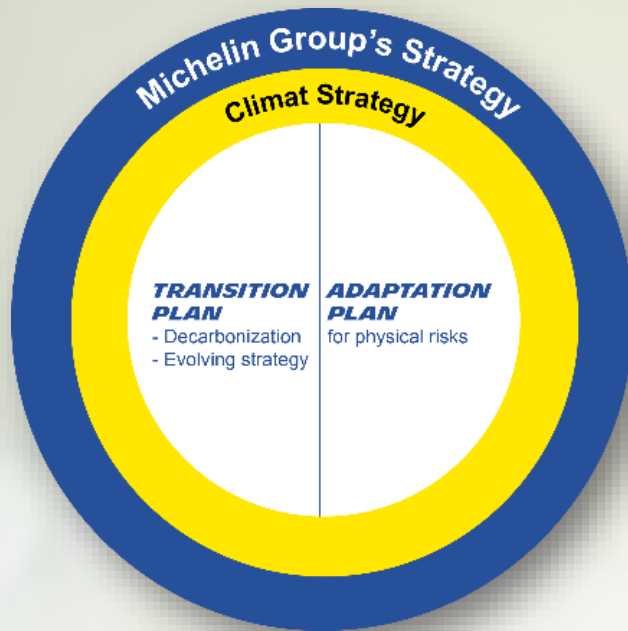 Michelin Group's Strategy
Climat Strategy
TRANSITION
PLAN
- Decarbonization
- Evolving strategy
ADAPTATION
PLAN
for physical risks